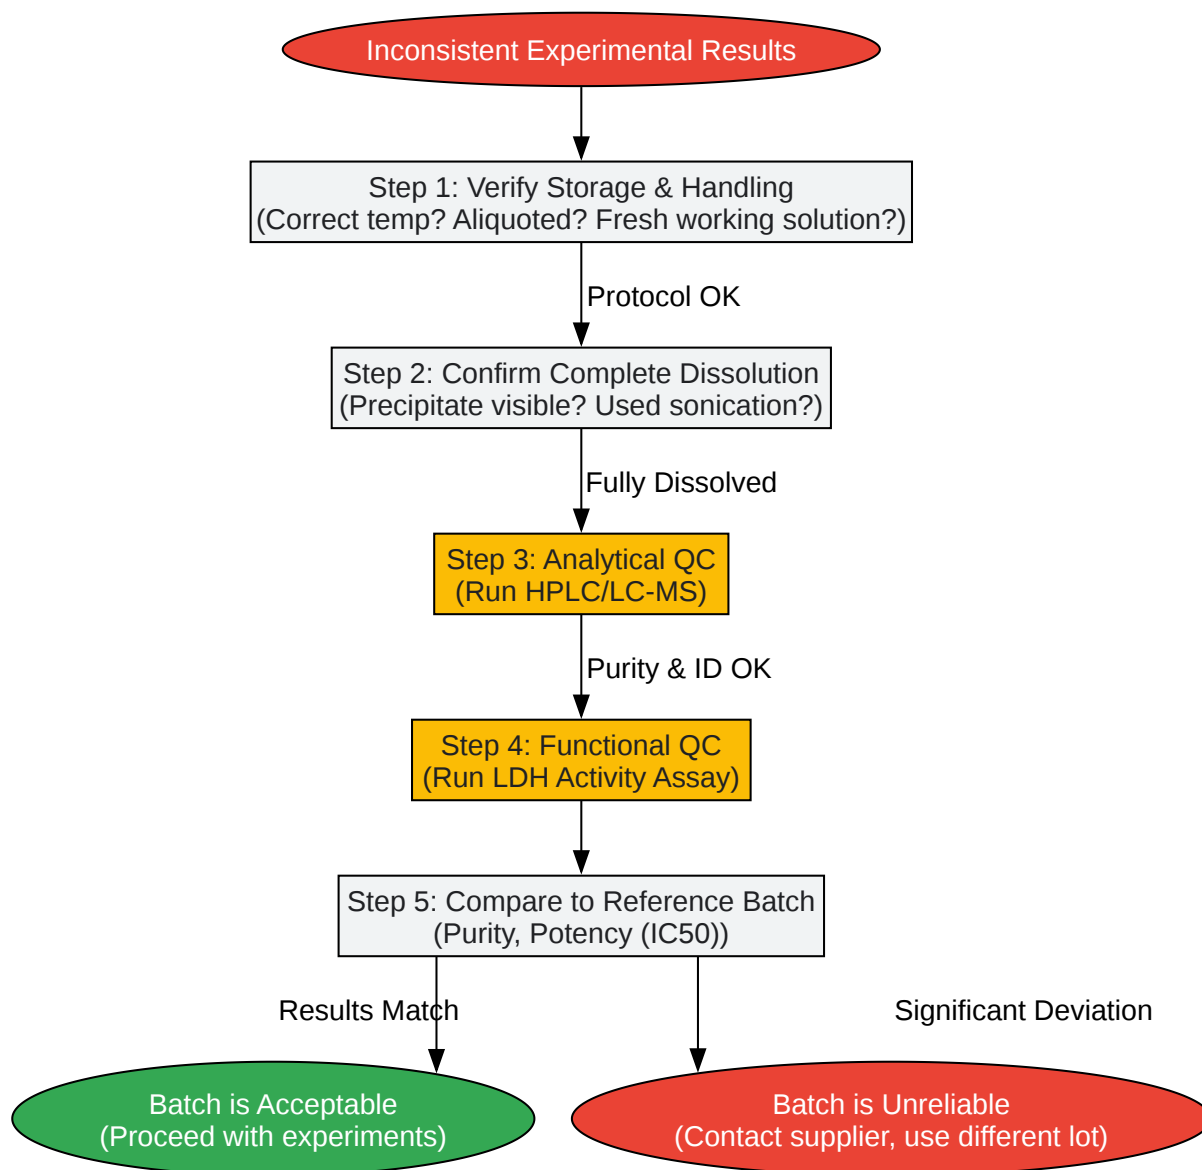 Inconsistent Experimental Results
Step 1: Verify Storage & Handling
(Correct temp? Aliquoted? Fresh working solution?)
Protocol OK
Step 2: Confirm Complete Dissolution
(Precipitate visible? Used sonication?)
Fully Dissolved
Step 3: Analytical QC
(Run HPLC/LC-MS)
Purity & ID OK
Step 4: Functional QC
(Run LDH Activity Assay)
Step 5: Compare to Reference Batch
(Purity, Potency (IC50))
Results Match
Significant Deviation
Batch is Acceptable
(Proceed with experiments)
Batch is Unreliable
(Contact supplier, use different lot)